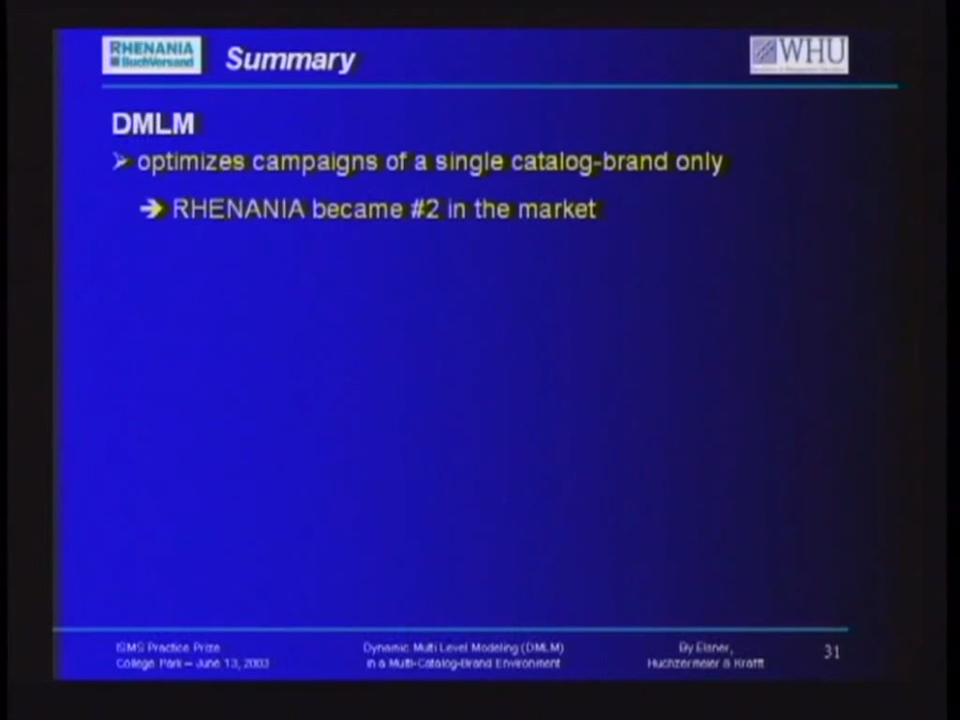 RHENANIA
BuchVersand
Summary
WHU
DMLM
optimizes campaigns of a single catalog-brand only
RHENANIA became #2 in the market
ISMS Practice Prize
College Park – June 13, 2003
Dynamic Multi Level Modeling (DMLM)
in a Multi-Catalog-Brand Environment
By Elsner,
Huchzermeier & Krafft
31